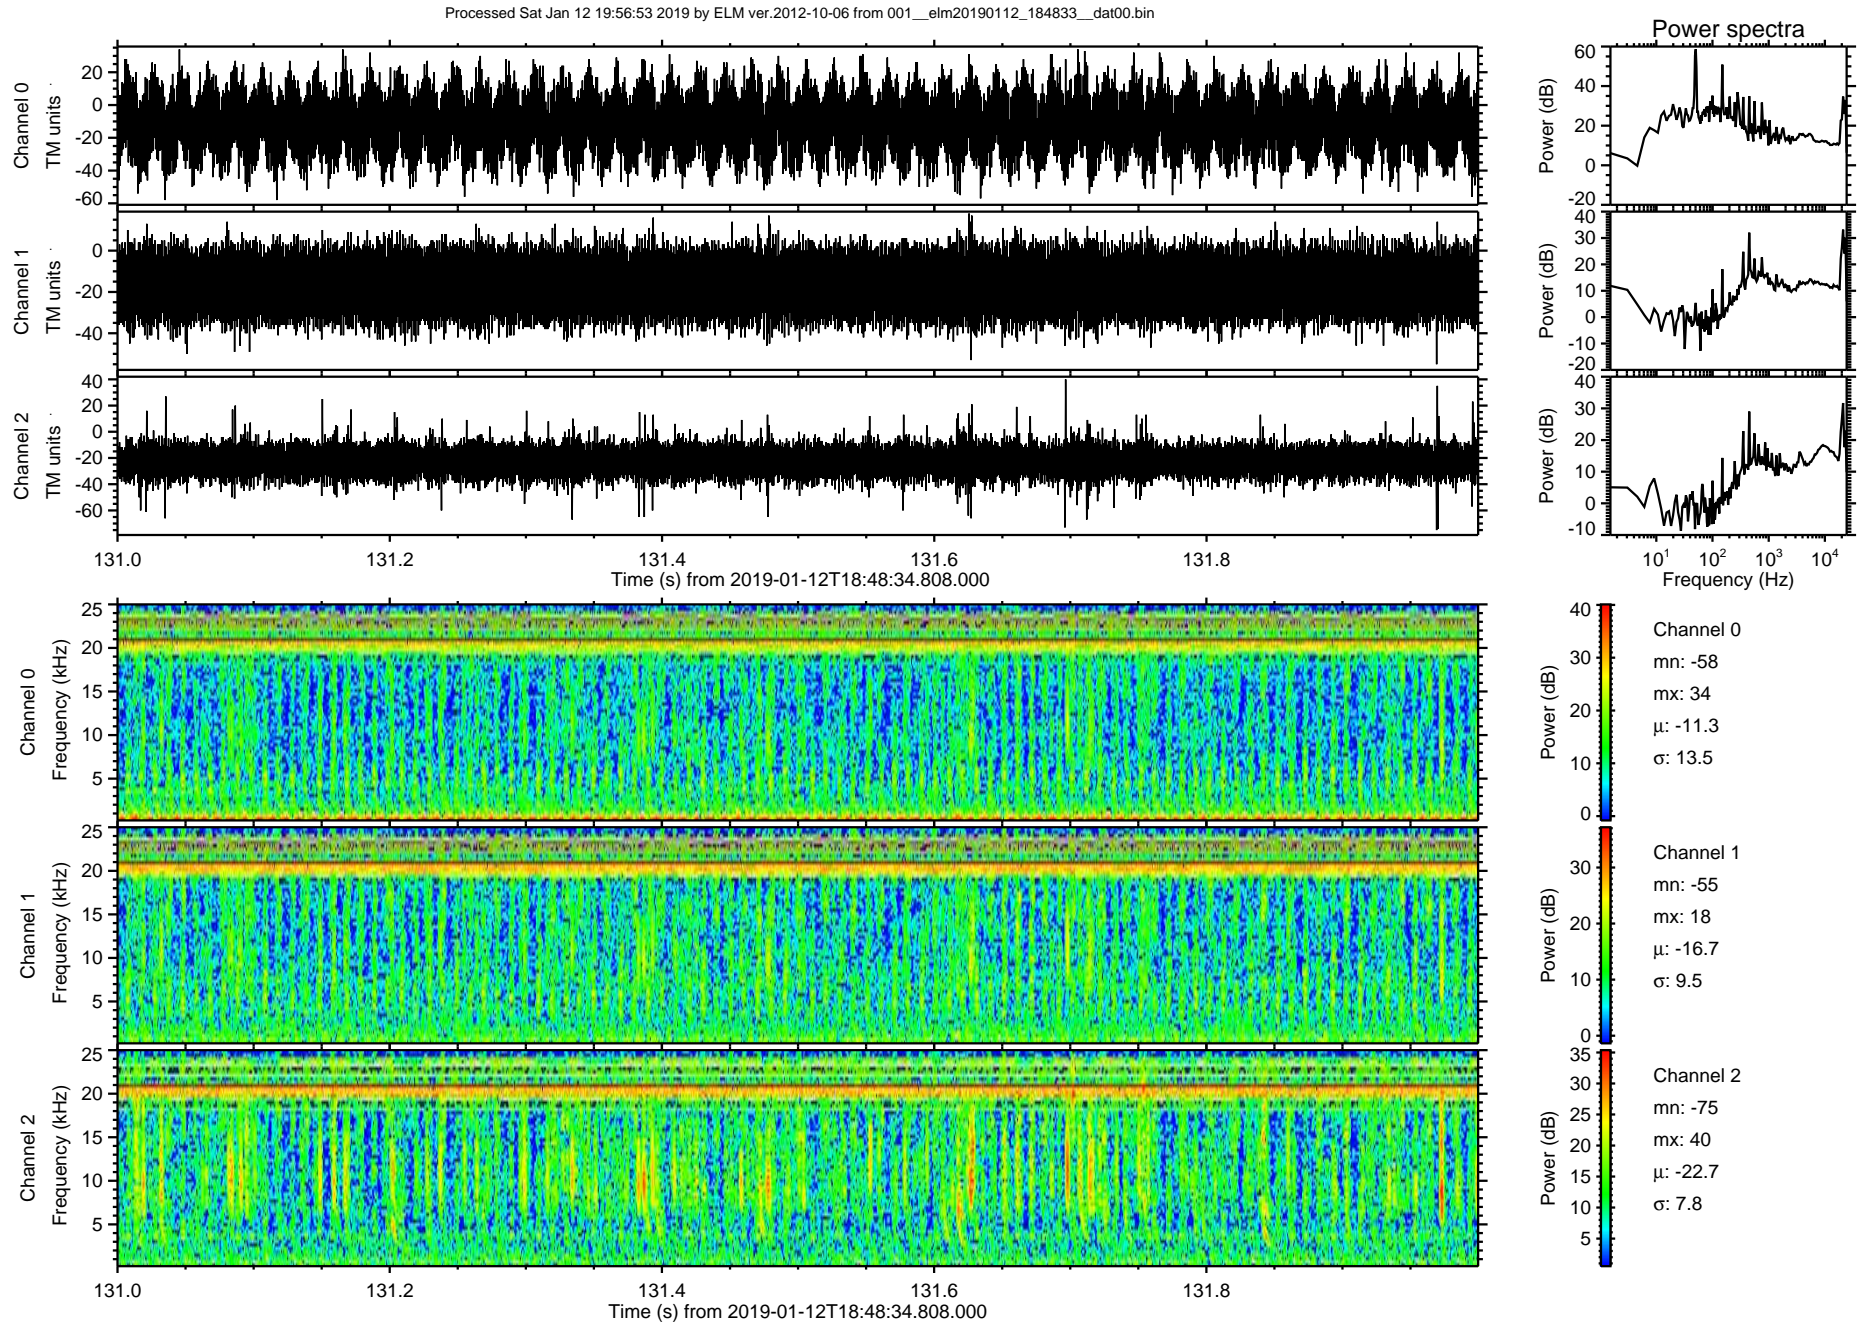 Processed Sat Jan 12 19:56:53 2019 by ELM ver.2012-10-06 from 001__elm20190112_184833__dat00.bin
Power spectra
Channel 0
TM units
20
0
-20
-40
-60
Power (dB)
60
40
20
0
-20
Channel 1
TM units
0
-20
-40
Power (dB)
40
30
20
10
0
-10
-20
Channel 2
TM units
40
20
0
-20
-40
-60
Power (dB)
40
30
20
10
0
-10
131.0 131.2 131.4 131.6 131.8
Time (s) from 2019-01-12T18:48:34.808.000
10¹ 10² 10³ 10⁴
Frequency (Hz)
Channel 0
Frequency (kHz)
25
20
15
10
5
Power (dB)
40
30
20
10
0
Channel 0
mn: -58
mx: 34
μ: -11.3
σ: 13.5
Channel 1
Frequency (kHz)
25
20
15
10
5
Power (dB)
30
20
10
0
Channel 1
mn: -55
mx: 18
μ: -16.7
σ: 9.5
Channel 2
Frequency (kHz)
25
20
15
10
5
Power (dB)
35
30
25
20
15
10
5
Channel 2
mn: -75
mx: 40
μ: -22.7
σ: 7.8
131.0 131.2 131.4 131.6 131.8
Time (s) from 2019-01-12T18:48:34.808.000